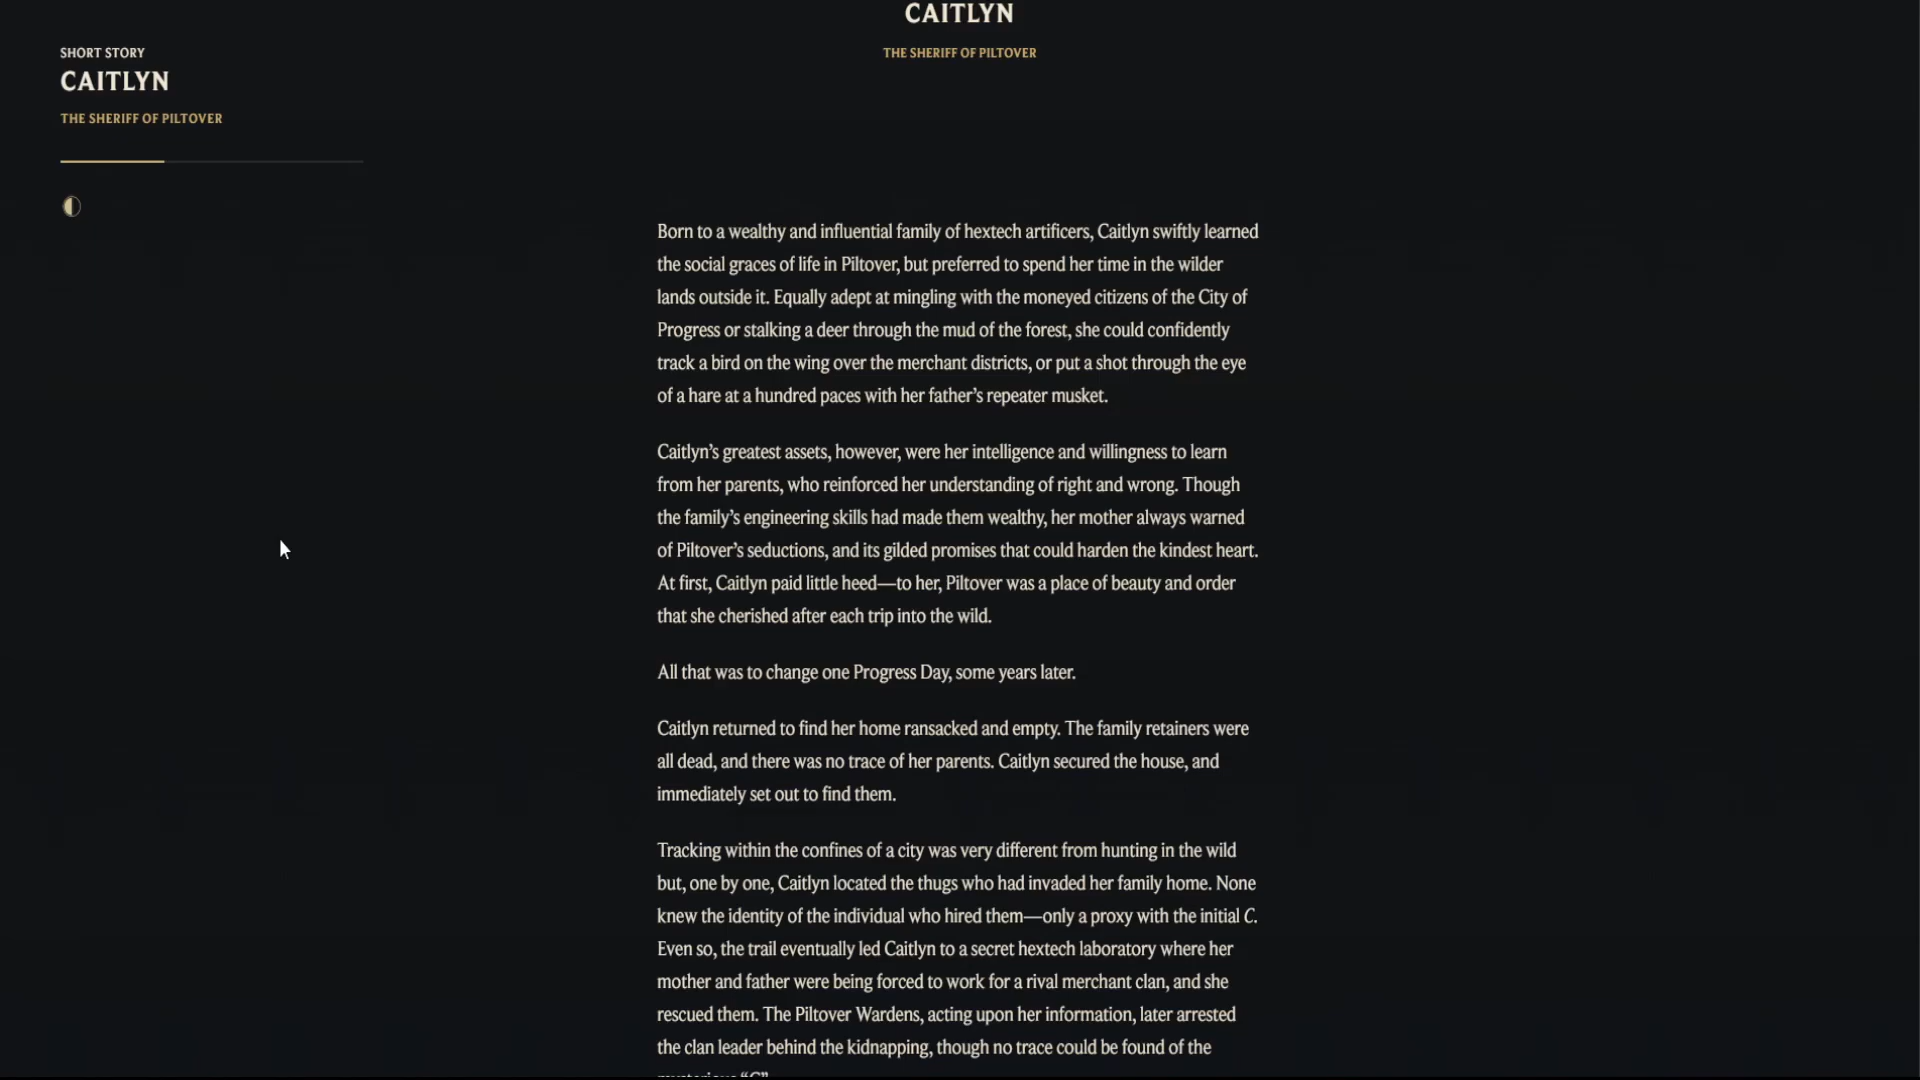 SHORT STORY
CAITLYN
THE SHERIFF OF PILTOVER
CAITLYN
THE SHERIFF OF PILTOVER
Born to a wealthy and influential family of hextech artificers, Caitlyn swiftly learned
the social graces of life in Piltover, but preferred to spend her time in the wilder
lands outside it. Equally adept at mingling with the moneyed citizens of the City of
Progress or stalking a deer through the mud of the forest, she could confidently
track a bird on the wing over the merchant districts, or put a shot through the eye
of a hare at a hundred paces with her father’s repeater musket.
Caitlyn’s greatest assets, however, were her intelligence and willingness to learn
from her parents, who reinforced her understanding of right and wrong. Though
the family’s engineering skills had made them wealthy, her mother always warned
of Piltover’s seductions, and its gilded promises that could harden the kindest heart.
At first, Caitlyn paid little heed—to her, Piltover was a place of beauty and order
that she cherished after each trip into the wild.
All that was to change one Progress Day, some years later.
Caitlyn returned to find her home ransacked and empty. The family retainers were
all dead, and there was no trace of her parents. Caitlyn secured the house, and
immediately set out to find them.
Tracking within the confines of a city was very different from hunting in the wild
but, one by one, Caitlyn located the thugs who had invaded her family home. None
knew the identity of the individual who hired them—only a proxy with the initial C.
Even so, the trail eventually led Caitlyn to a secret hextech laboratory where her
mother and father were being forced to work for a rival merchant clan, and she
rescued them. The Piltover Wardens, acting upon her information, later arrested
the clan leader behind the kidnapping, though no trace could be found of the